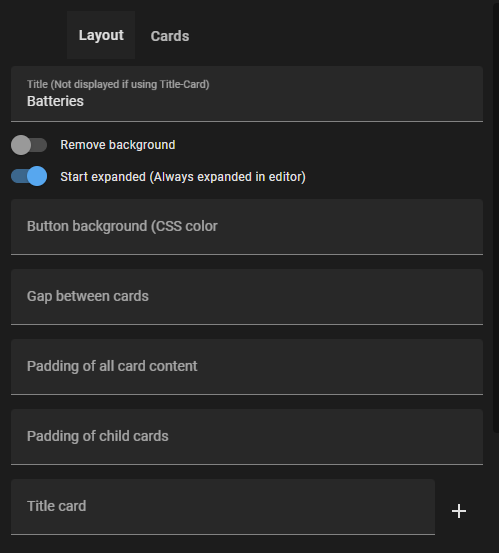 Layout Cards
Title (Not displayed if using Title-Card)
Batteries
Remove background
Start expanded (Always expanded in editor)
Button background (CSS color
Gap between cards
Padding of all card content
Padding of child cards
Title card +